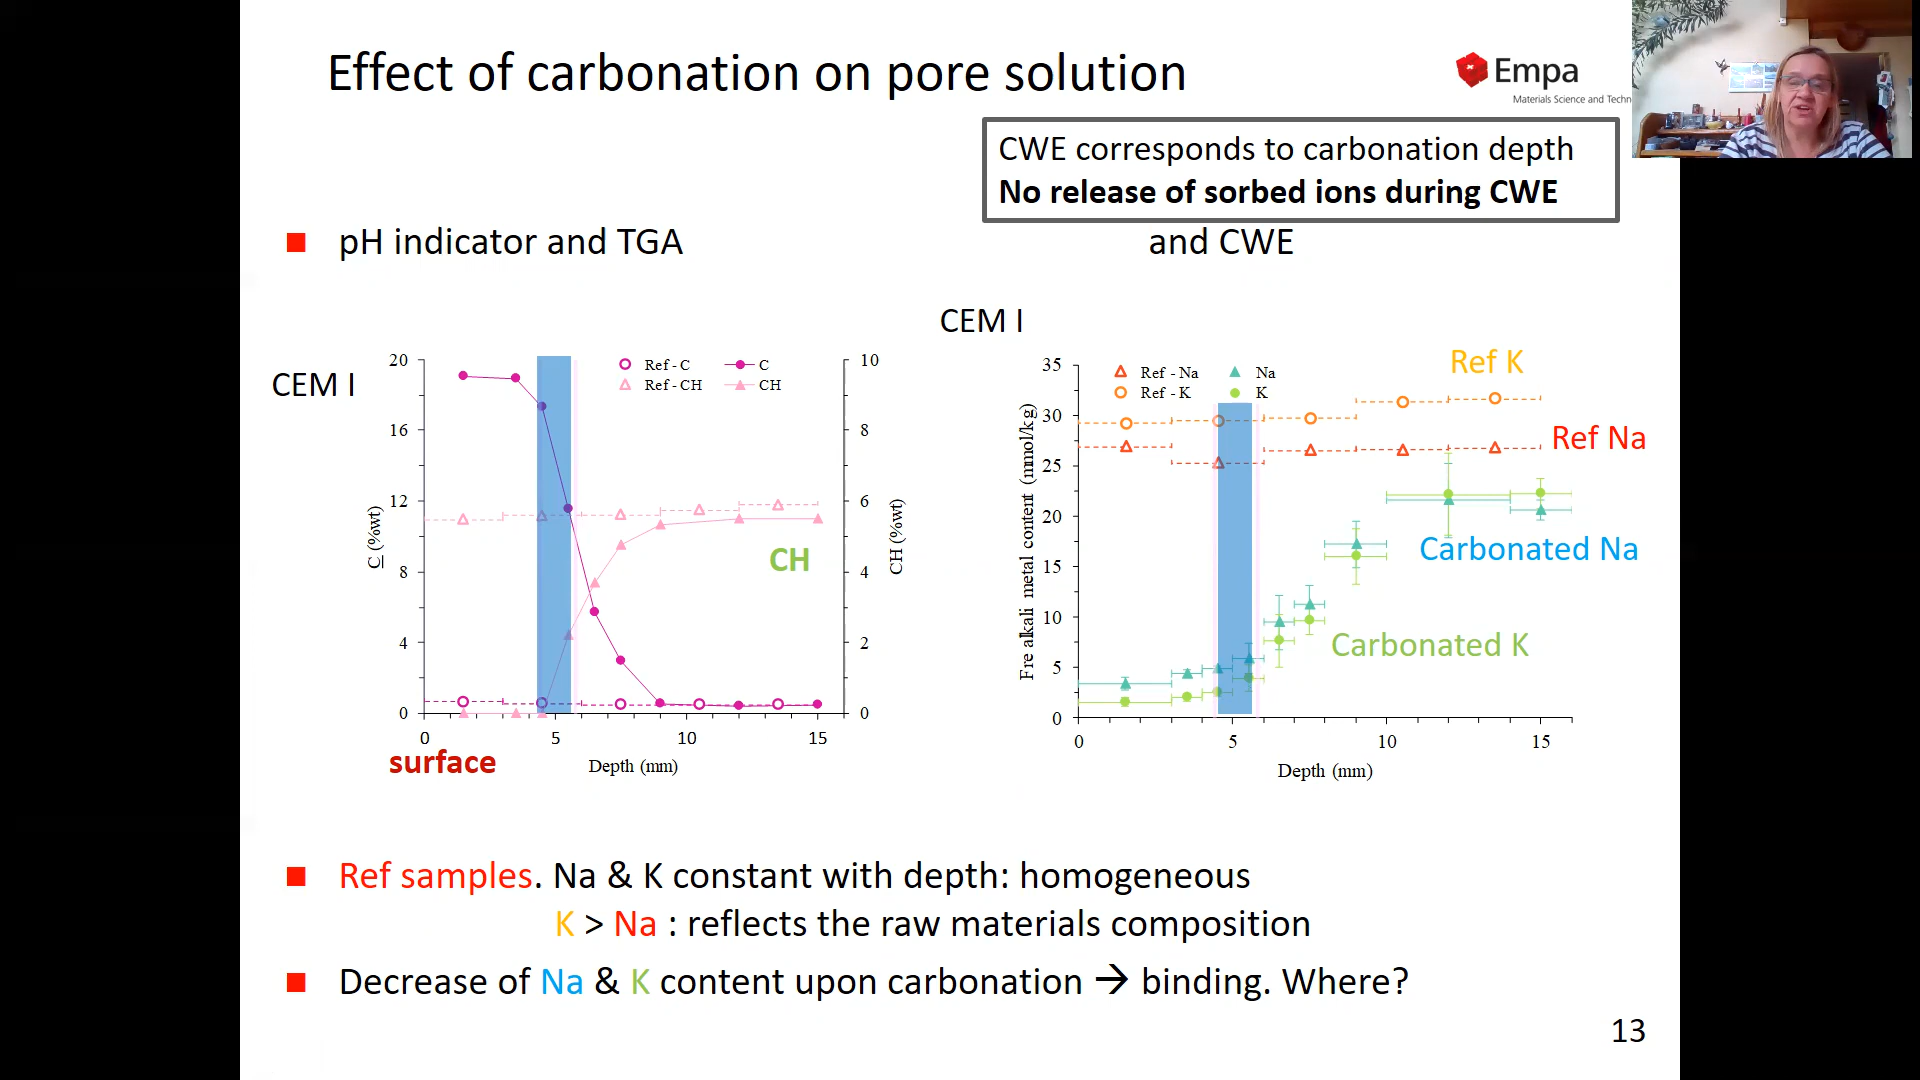 Effect of carbonation on pore solution
Empa
Materials Science and Techn
CWE corresponds to carbonation depth
No release of sorbed ions during CWE
pH indicator and TGA
and CWE
CEM I
20
16
12
8
4
0
C (%wt)
Ref - C
C
Ref - CH
CH
CH
10
8
6
4
2
0
CH (%wt)
0
5
10
15
surface
Depth (mm)
CEM I
35
30
25
20
15
10
5
0
Fre alkali metal content (mmol/kg)
Ref - Na
Na
Ref - K
K
Ref K
Ref Na
Carbonated Na
Carbonated K
0
5
10
15
Depth (mm)
Ref samples. Na & K constant with depth: homogeneous
K > Na : reflects the raw materials composition
Decrease of Na & K content upon carbonation → binding. Where?
13